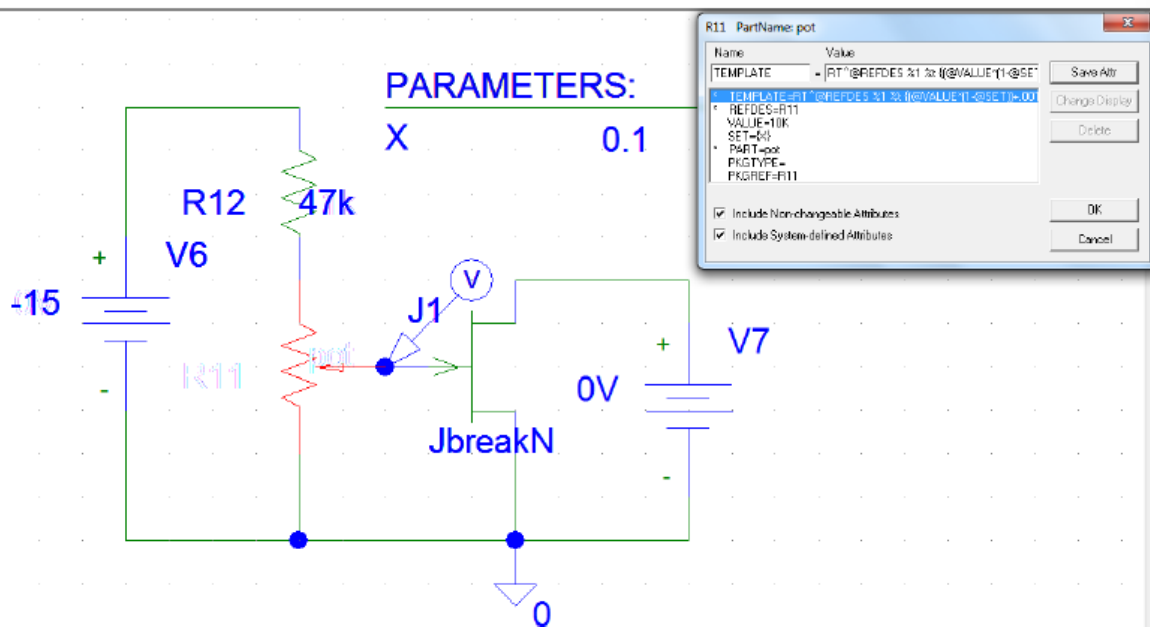 R11 PartName: pot
Name Value
TEMPLATE = RT^@REFDES %1 %t {(@VALUE*(1-@SET
Save Attr
* TEMPLATE=RT^@REFDES %1 %t {(@VALUE*(1-@SET))+.001
Change Display
* REFDES=R11
VALUE=10K
Delete
SET={X}
* PART=pot
PKGTYPE=
PKGREF=R11
Include Non-changeable Attributes
OK
Include System-defined Attributes
Cancel
PARAMETERS:
X 0.1
R12 47k
+
V6
-15
-
V
J1
R11
pot
JbreakN
+
V7
0V
-
0